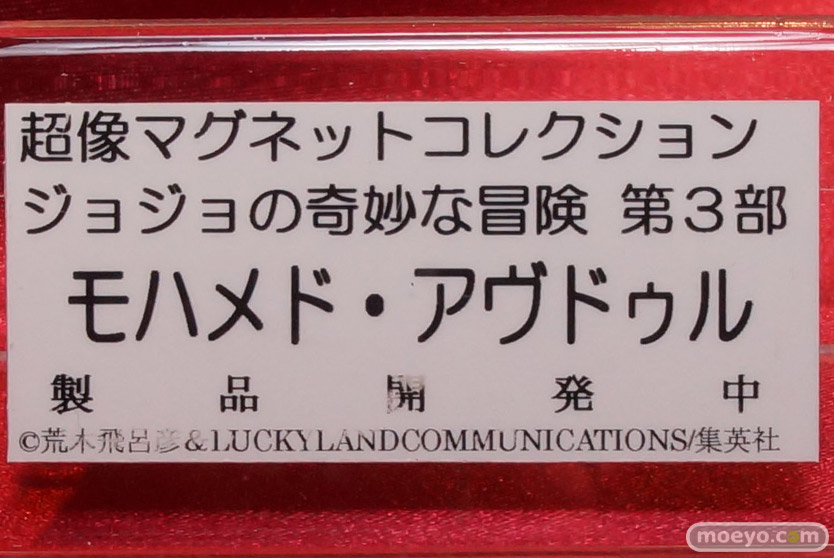 超像マグネットコレクション
ジョジョの奇妙な冒険 第3部
モハメド・アヴドゥル
製品開発中
©荒木飛呂彦&LUCKYLANDCOMMUNICATIONS/集英社
moeyo.com